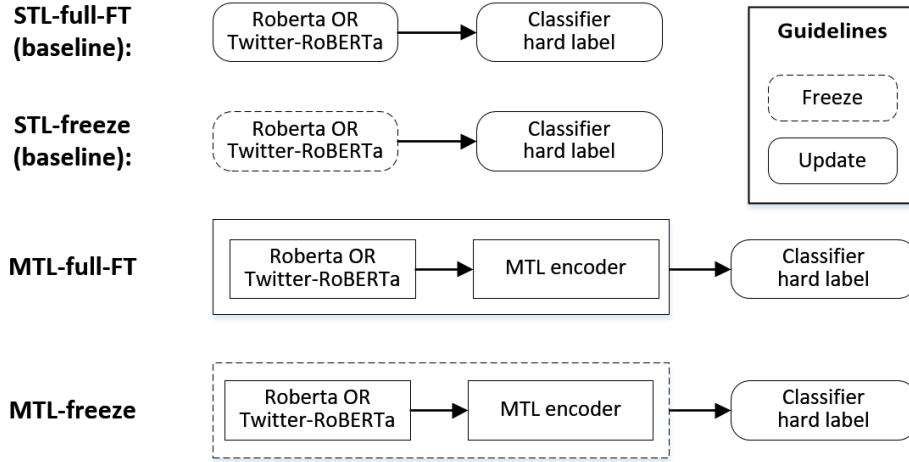 STL-full-FT
(baseline):
Roberta OR
Twitter-RoBERTa
Classifier
hard label
Guidelines
Freeze
Update
STL-freeze
(baseline):
Roberta OR
Twitter-RoBERTa
Classifier
hard label
MTL-full-FT
Roberta OR
Twitter-RoBERTa
MTL encoder
Classifier
hard label
MTL-freeze
Roberta OR
Twitter-RoBERTa
MTL encoder
Classifier
hard label